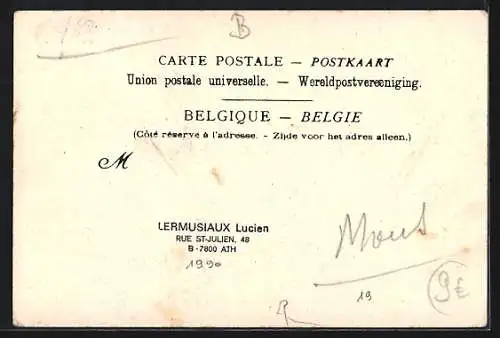 B
CARTE POSTALE — POSTKAART
Union postale universelle. — Wereldpostvereeniging.
BELGIQUE — BELGIE
(Côté réservé à l'adresse. - Zijde voor het adres alleen.)
M
LERMUSIAUX Lucien
RUE ST-JULIEN, 48
B-7800 ATH
1990
19
9 €